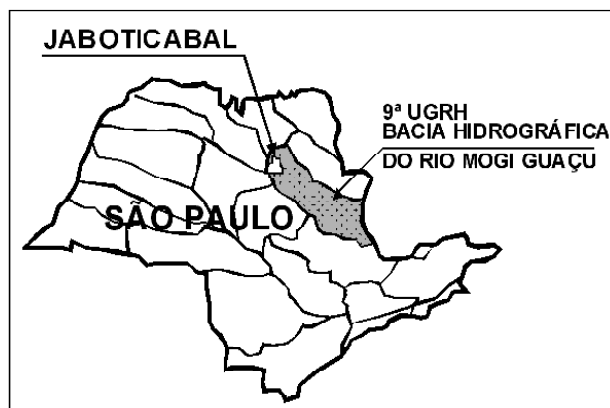 JABOTICABAL
9ª UGRH
BACIA HIDROGRÁFICA
DO RIO MOGI GUAÇU
SÃO PAULO